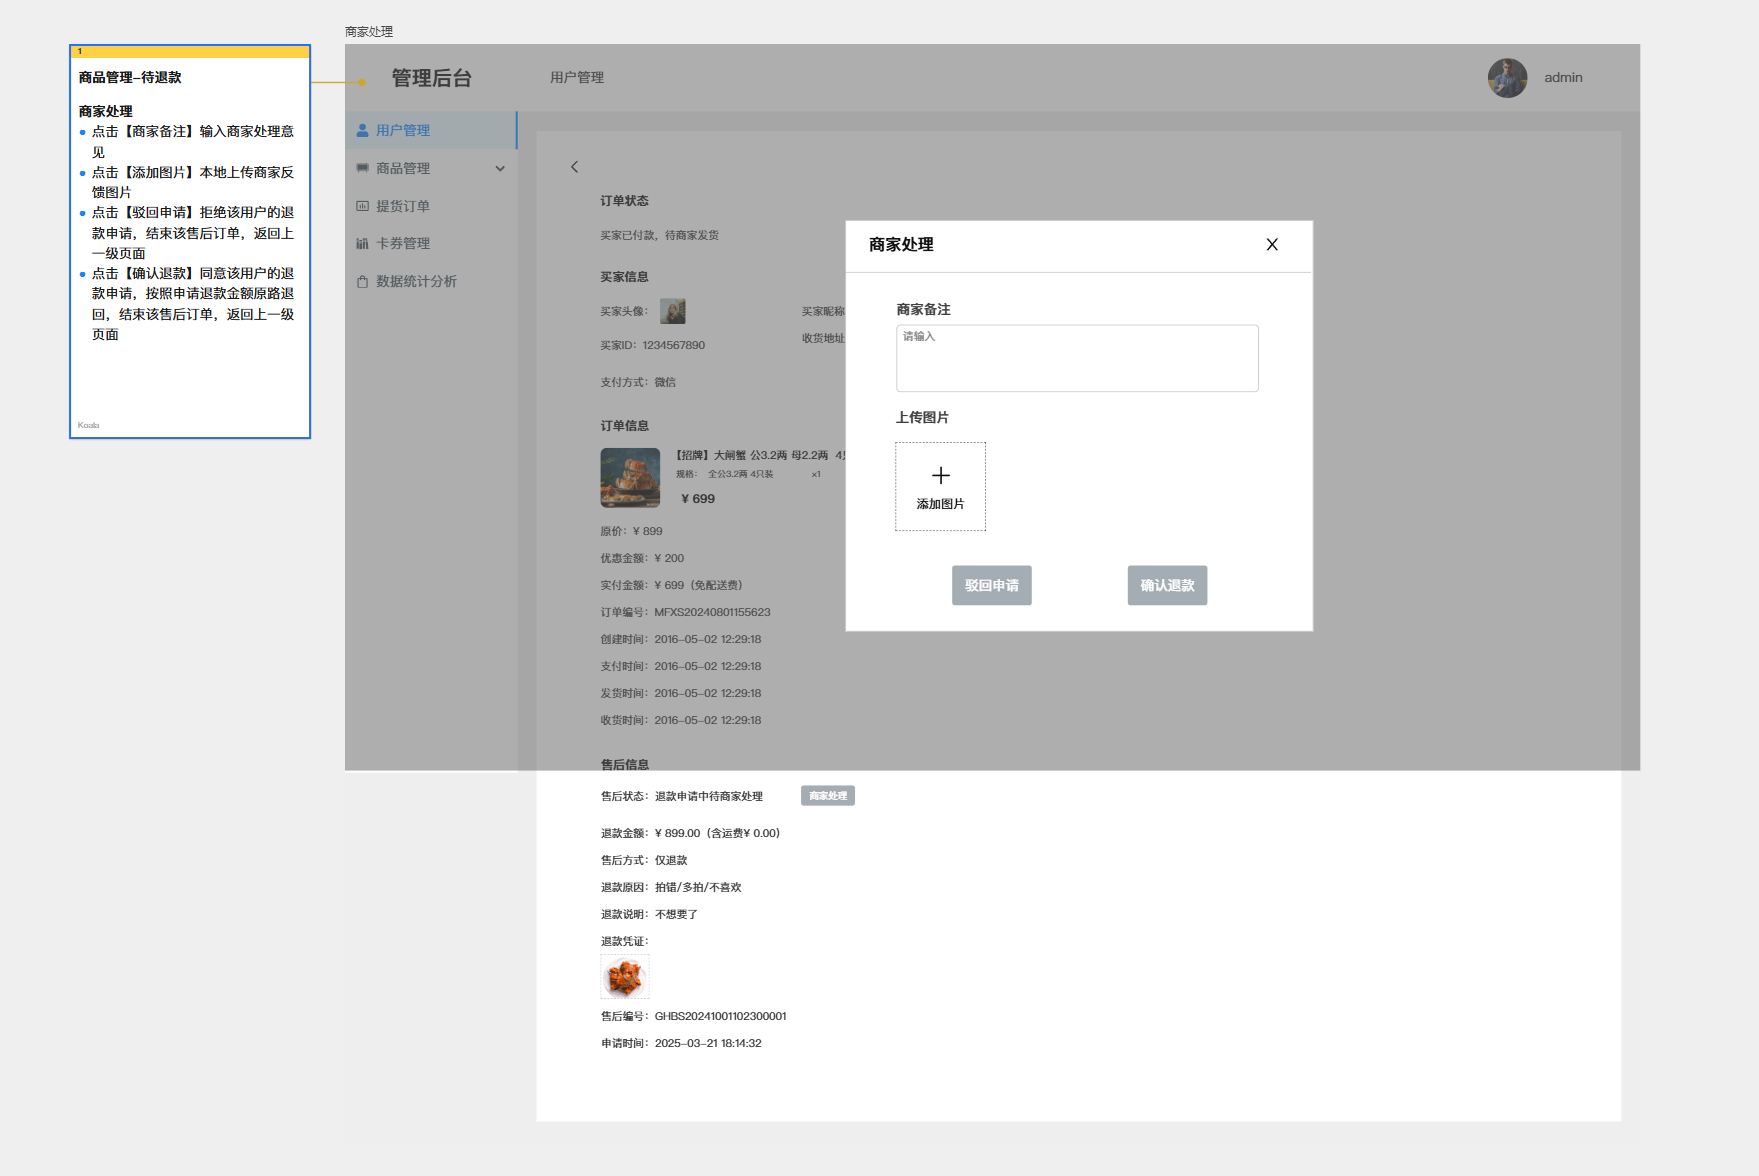 商家处理
1
商品管理-待退款
商家处理
点击【商家备注】输入商家处理意
见
点击【添加图片】本地上传商家反
馈图片
点击【驳回申请】拒绝该用户的退
款申请，结束该售后订单，返回上
一级页面
点击【确认退款】同意该用户的退
款申请，按照申请退款金额原路退
回，结束该售后订单，返回上一级
页面
Koala
管理后台
用户管理
admin
用户管理
商品管理
提货订单
卡券管理
数据统计分析
订单状态
买家已付款，待商家发货
买家信息
买家头像：
买家昵称
买家ID：1234567890
收货地址
支付方式：微信
订单信息
【招牌】大闸蟹 公3.2两 母2.2两 4
规格： 全公3.2两 4只装 ×1
¥ 699
原价：¥ 899
优惠金额：¥ 200
实付金额：¥ 699（免配送费）
订单编号：MFXS20240801155623
创建时间：2016-05-02 12:29:18
支付时间：2016-05-02 12:29:18
发货时间：2016-05-02 12:29:18
收货时间：2016-05-02 12:29:18
售后信息
售后状态：退款申请中待商家处理
商家处理
退款金额：¥ 899.00（含运费¥ 0.00）
售后方式：仅退款
退款原因：拍错/多拍/不喜欢
退款说明：不想要了
退款凭证：
售后编号：GHBS20241001102300001
申请时间：2025-03-21 18:14:32
商家处理
X
商家备注
请输入
上传图片
添加图片
驳回申请
确认退款